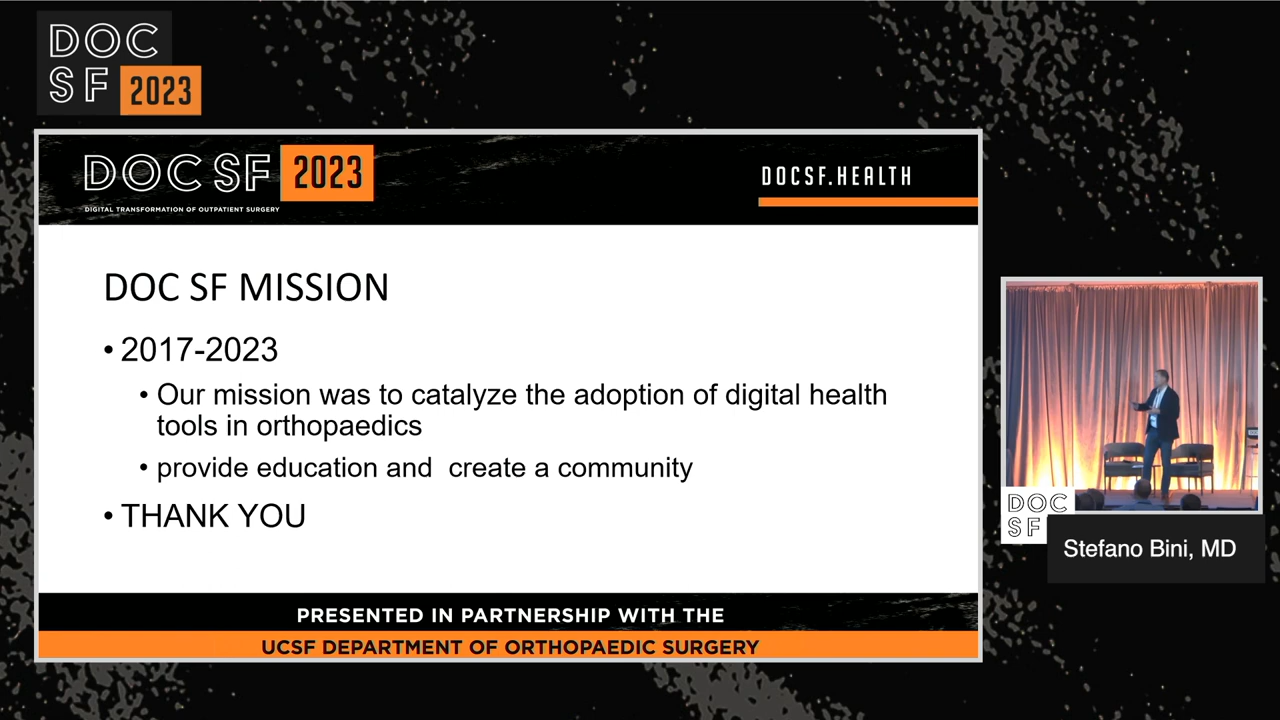 DOC
SF 2023
DOC SF 2023
DIGITAL TRANSFORMATION OF OUTPATIENT SURGERY
DOCSF.HEALTH
DOC SF MISSION
• 2017-2023
• Our mission was to catalyze the adoption of digital health
tools in orthopaedics
• provide education and  create a community
• THANK YOU
PRESENTED IN PARTNERSHIP WITH THE
UCSF DEPARTMENT OF ORTHOPAEDIC SURGERY
DOC
SF
Stefano Bini, MD